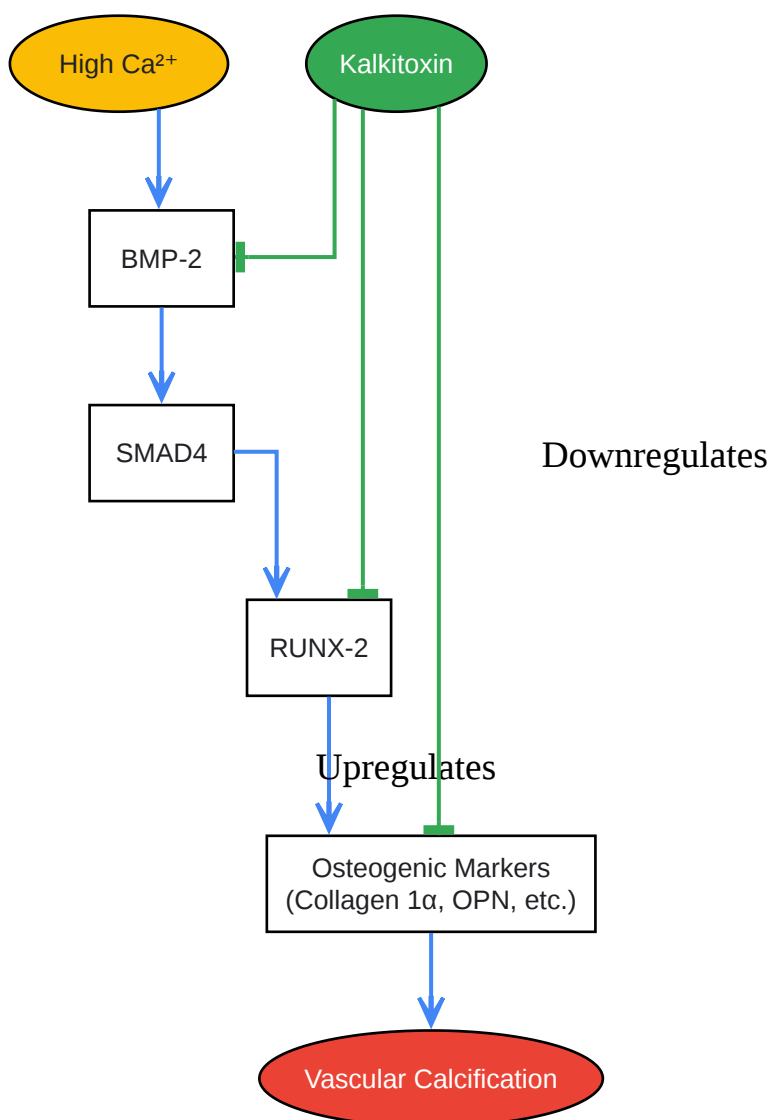 High Ca²⁺
Kalkitoxin
BMP-2
SMAD4
Downregulates
RUNX-2
Upregulates
Osteogenic Markers
(Collagen 1α, OPN, etc.)
Vascular Calcification